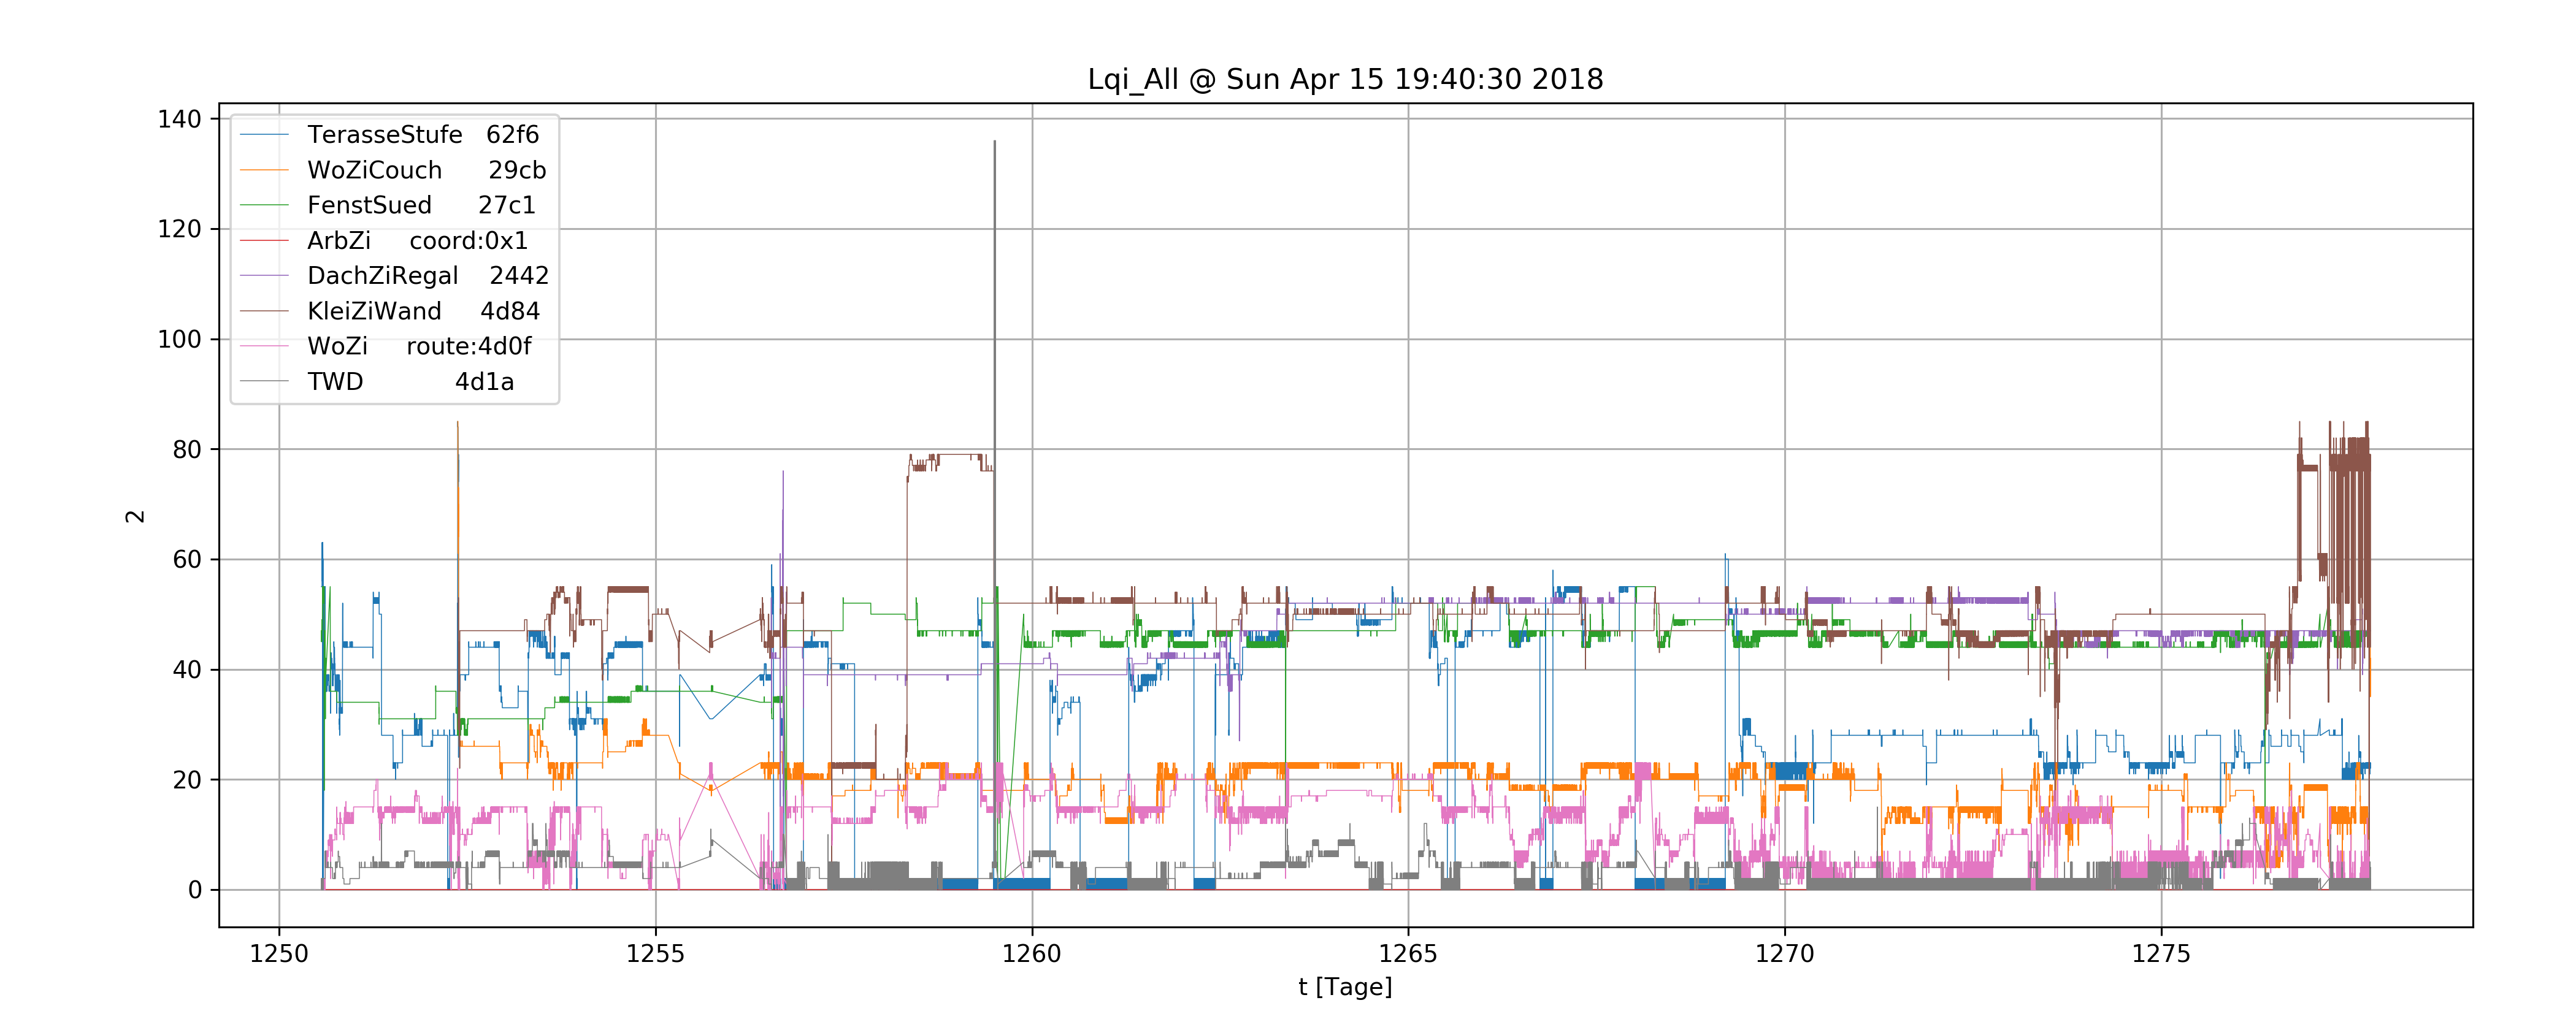 Lqi_All @ Sun Apr 15 19:40:30 2018
140
120
100
80
60
40
20
0
2
TerasseStufe 62f6
WoZiCouch 29cb
FenstSued 27c1
ArbZi coord:0x1
DachZiRegal 2442
KleiZiWand 4d84
WoZi route:4d0f
TWD 4d1a
1250 1255 1260 1265 1270 1275
t [Tage]